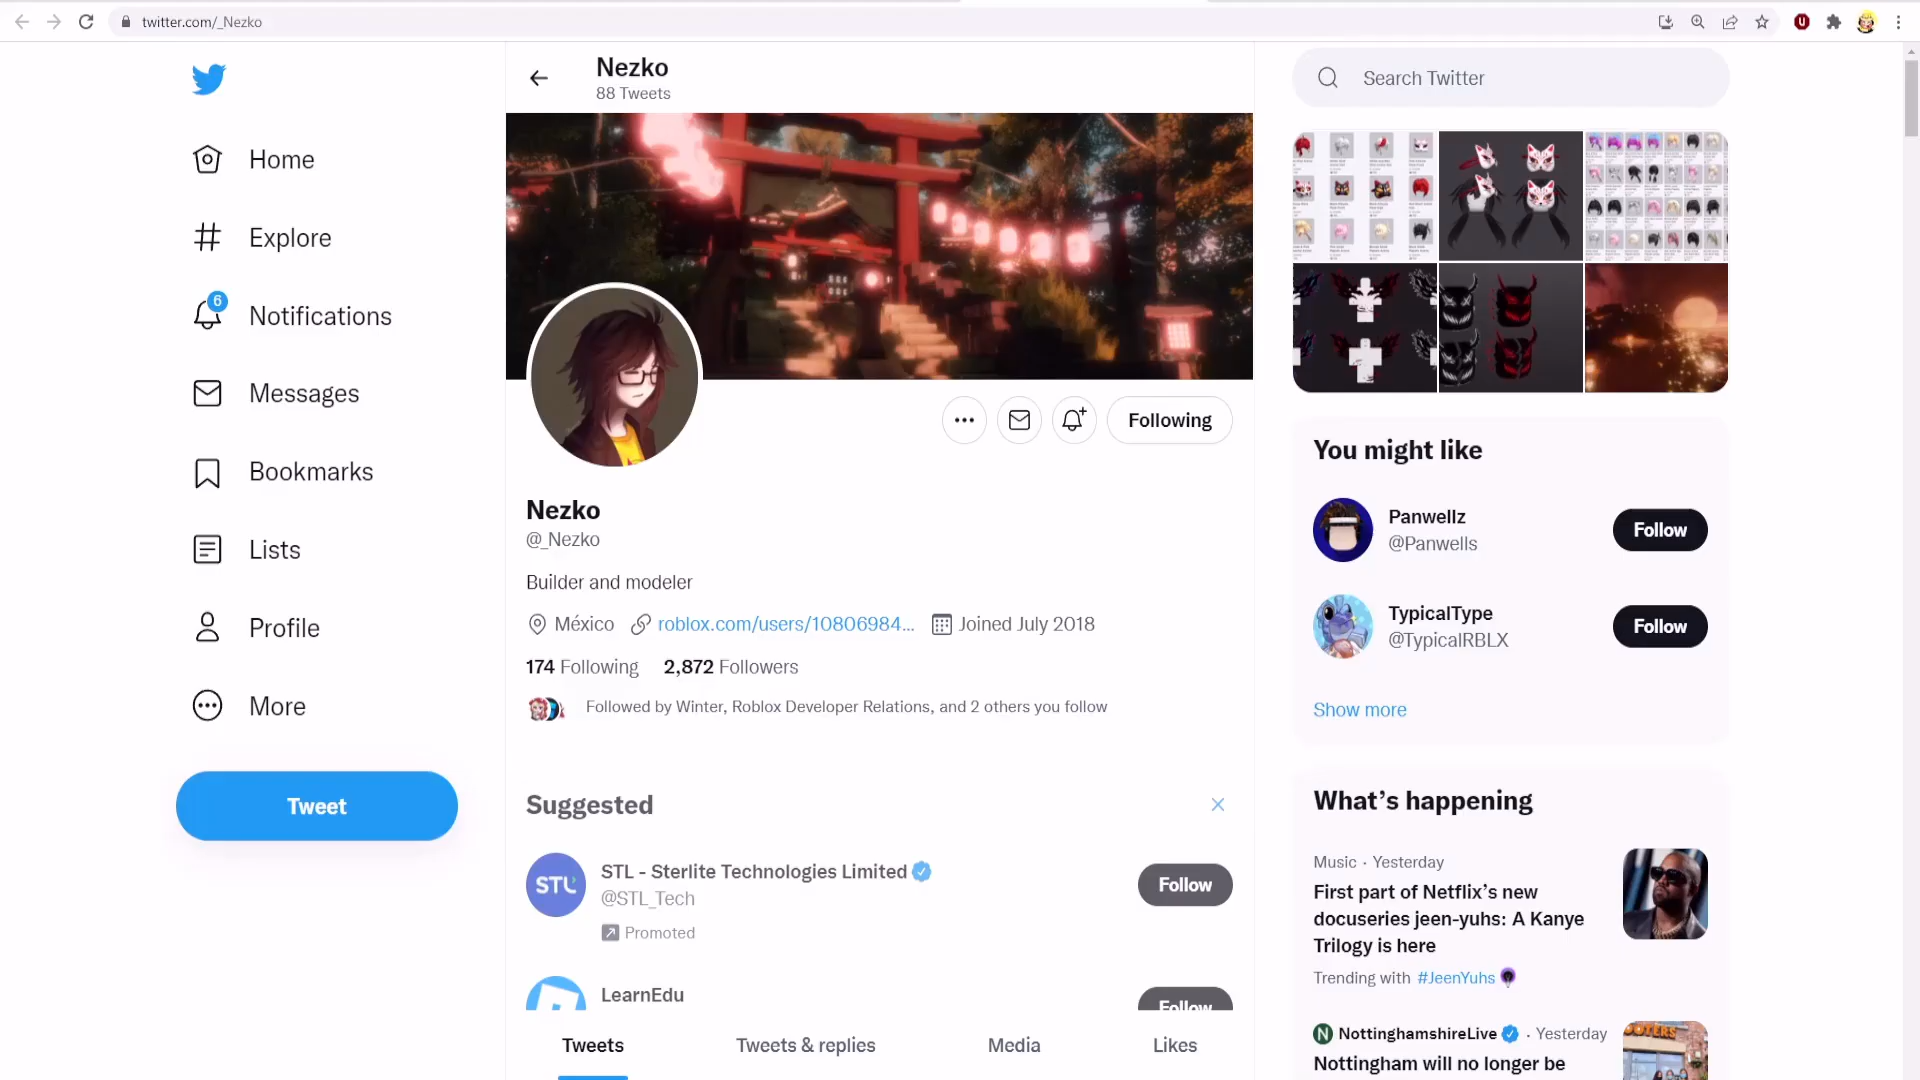 twitter.com/_Nezko
Nezko
88 Tweets
Search Twitter
Home
Explore
6
Notifications
Messages
Bookmarks
Lists
Profile
More
Tweet
Following
Nezko
@_Nezko
Builder and modeler
México
roblox.com/users/10806984...
Joined July 2018
174 Following
2,872 Followers
Followed by Winter, Roblox Developer Relations, and 2 others you follow
Suggested
STL
STL - Sterlite Technologies Limited
@STL_Tech
Promoted
Follow
LearnEdu
Follow
Tweets
Tweets & replies
Media
Likes
You might like
Panwellz
@Panwells
Follow
TypicalType
@TypicalRBLX
Follow
Show more
What's happening
Music · Yesterday
First part of Netflix's new
docuseries jeen-yuhs: A Kanye
Trilogy is here
Trending with #JeenYuhs
N
NottinghamshireLive · Yesterday
Nottingham will no longer be